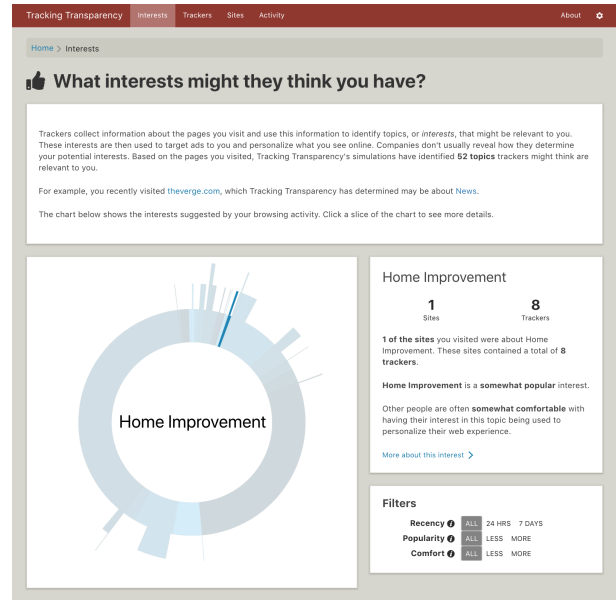 Tracking Transparency Interests Trackers Sites Activity About
Home > Interests
What interests might they think you have?
Trackers collect information about the pages you visit and use this information to identify topics, or interests, that might be relevant to you.
These interests are then used to target ads to you and personalize what you see online. Companies don't usually reveal how they determine
your potential interests. Based on the pages you visited, Tracking Transparency's simulations have identified 52 topics trackers might think are
relevant to you.
For example, you recently visited theverge.com, which Tracking Transparency has determined may be about News.
The chart below shows the interests suggested by your browsing activity. Click a slice of the chart to see more details.
Home Improvement
Home Improvement
1 8
Sites Trackers
1 of the sites you visited were about Home
Improvement. These sites contained a total of 8
trackers.
Home Improvement is a somewhat popular interest.
Other people are often somewhat comfortable with
having their interest in this topic being used to
personalize their web experience.
More about this interest >
Filters
Recency i ALL 24 HRS 7 DAYS
Popularity i ALL LESS MORE
Comfort i ALL LESS MORE